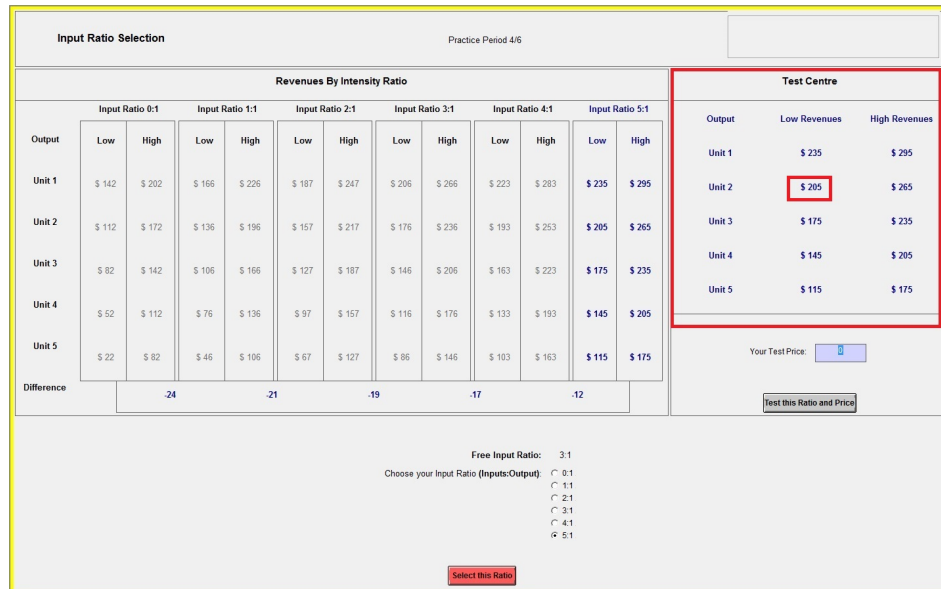 Input Ratio Selection
Practice Period 4/6
Revenues By Intensity Ratio
Input Ratio 0:1 Input Ratio 1:1 Input Ratio 2:1 Input Ratio 3:1 Input Ratio 4:1 Input Ratio 5:1
Output Low High Low High Low High Low High Low High Low High
Unit 1 $ 142 $ 202 $ 166 $ 226 $ 187 $ 247 $ 206 $ 266 $ 223 $ 283 $ 235 $ 295
Unit 2 $ 112 $ 172 $ 136 $ 196 $ 157 $ 217 $ 176 $ 236 $ 193 $ 253 $ 205 $ 265
Unit 3 $ 82 $ 142 $ 106 $ 166 $ 127 $ 187 $ 146 $ 206 $ 163 $ 223 $ 175 $ 235
Unit 4 $ 52 $ 112 $ 76 $ 136 $ 97 $ 157 $ 116 $ 176 $ 133 $ 193 $ 145 $ 205
Unit 5 $ 22 $ 82 $ 46 $ 106 $ 67 $ 127 $ 86 $ 146 $ 103 $ 163 $ 115 $ 175
Difference -24 -21 -19 -17 -12
Test Centre
Output Low Revenues High Revenues
Unit 1 $ 235 $ 295
Unit 2 $ 205 $ 265
Unit 3 $ 175 $ 235
Unit 4 $ 145 $ 205
Unit 5 $ 115 $ 175
Your Test Price: 0
Test this Ratio and Price
Free Input Ratio: 3:1
Choose your Input Ratio (Inputs:Output): 0:1
1:1
2:1
3:1
4:1
5:1
Select this Ratio